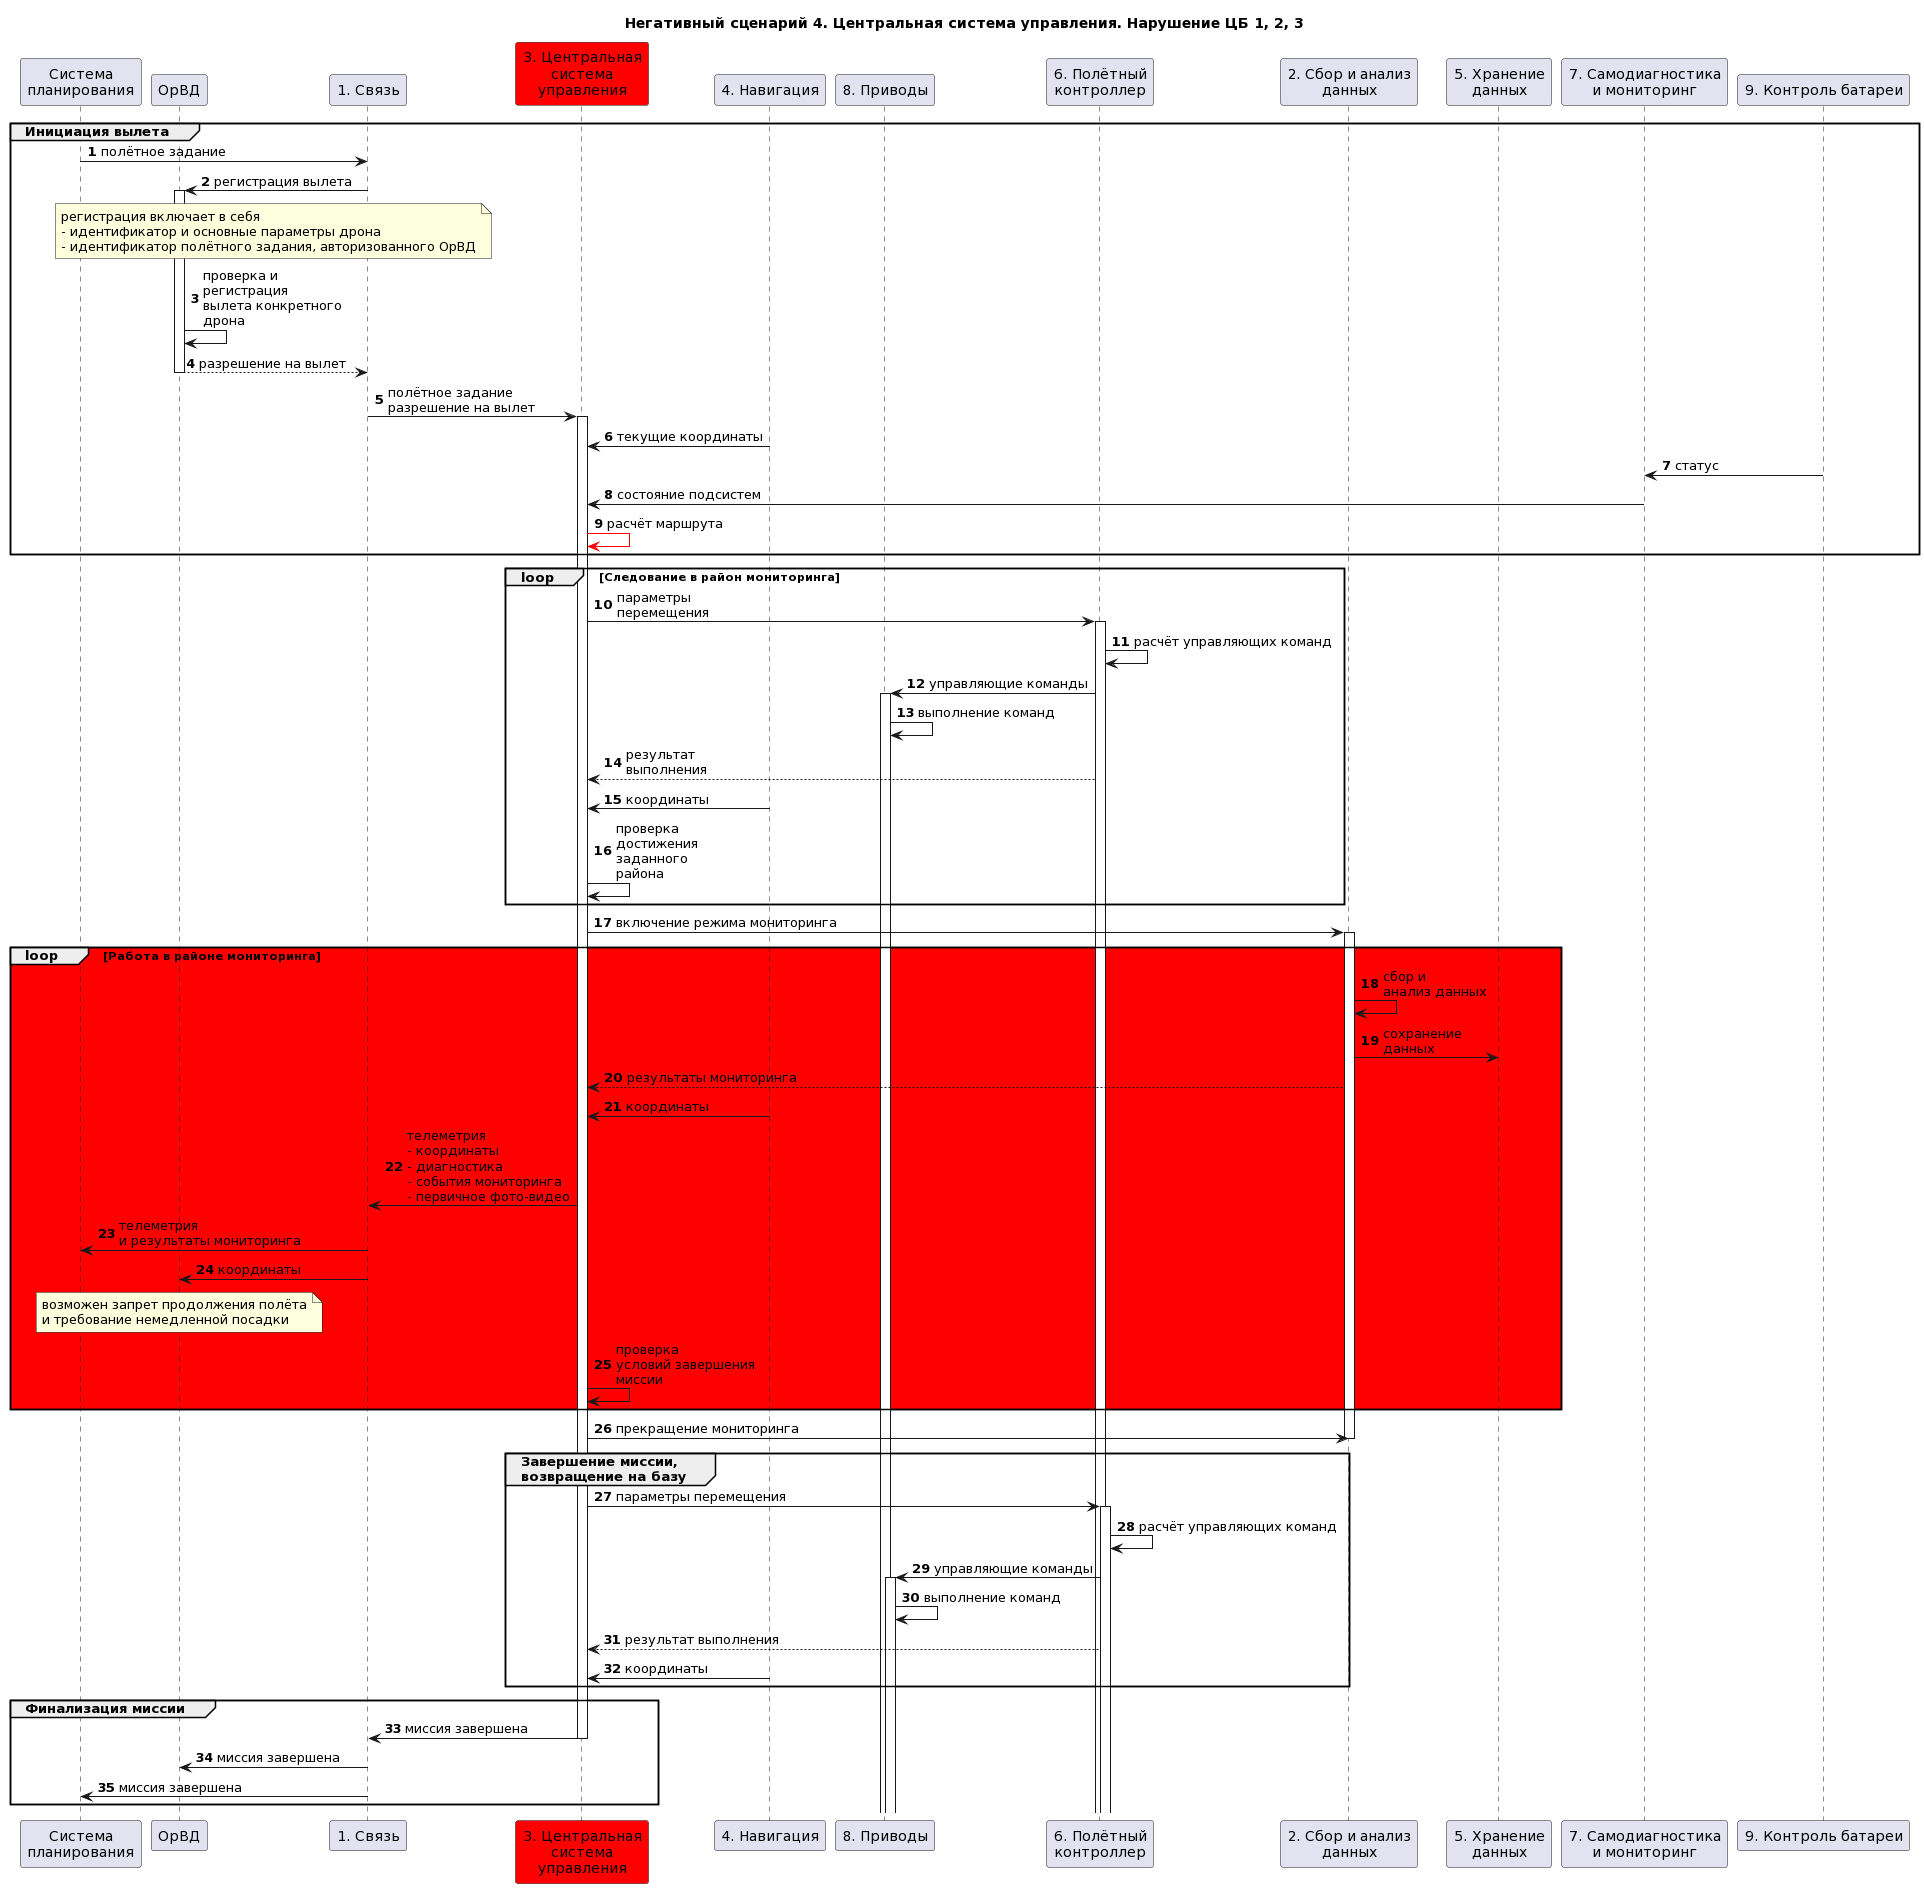 Негативный сценарий 4. Центральная система управления. Нарушение ЦБ 1, 2, 3
Система
планирования
ОрВД
1. Связь
3. Центральная
система
управления
4. Навигация
8. Приводы
6. Полётный
контроллер
2. Сбор и анализ
данных
5. Хранение
данных
7. Самодиагностика
и мониторинг
9. Контроль батареи
Инициация вылета
1 полётное задание
2 регистрация вылета
регистрация включает в себя
- идентификатор и основные параметры дрона
- идентификатор полётного задания, авторизованного ОрВД
3 проверка и
регистрация
вылета конкретного
дрона
4 разрешение на вылет
5 полётное задание
разрешение на вылет
6 текущие координаты
7 статус
8 состояние подсистем
9 расчёт маршрута
loop [Следование в район мониторинга]
10 параметры
перемещения
11 расчёт управляющих команд
12 управляющие команды
13 выполнение команд
14 результат
выполнения
15 координаты
16 проверка
достижения
заданного
района
17 включение режима мониторинга
loop [Работа в районе мониторинга]
18 сбор и
анализ данных
19 сохранение
данных
20 результаты мониторинга
21 координаты
22 телеметрия
- координаты
- диагностика
- события мониторинга
- первичное фото-видео
23 телеметрия
и результаты мониторинга
24 координаты
возможен запрет продолжения полёта
и требование немедленной посадки
25 проверка
условий завершения
миссии
26 прекращение мониторинга
Завершение миссии,
возвращение на базу
27 параметры перемещения
28 расчёт управляющих команд
29 управляющие команды
30 выполнение команд
31 результат выполнения
32 координаты
Финализация миссии
33 миссия завершена
34 миссия завершена
35 миссия завершена
Система
планирования
ОрВД
1. Связь
3. Центральная
система
управления
4. Навигация
8. Приводы
6. Полётный
контроллер
2. Сбор и анализ
данных
5. Хранение
данных
7. Самодиагностика
и мониторинг
9. Контроль батареи